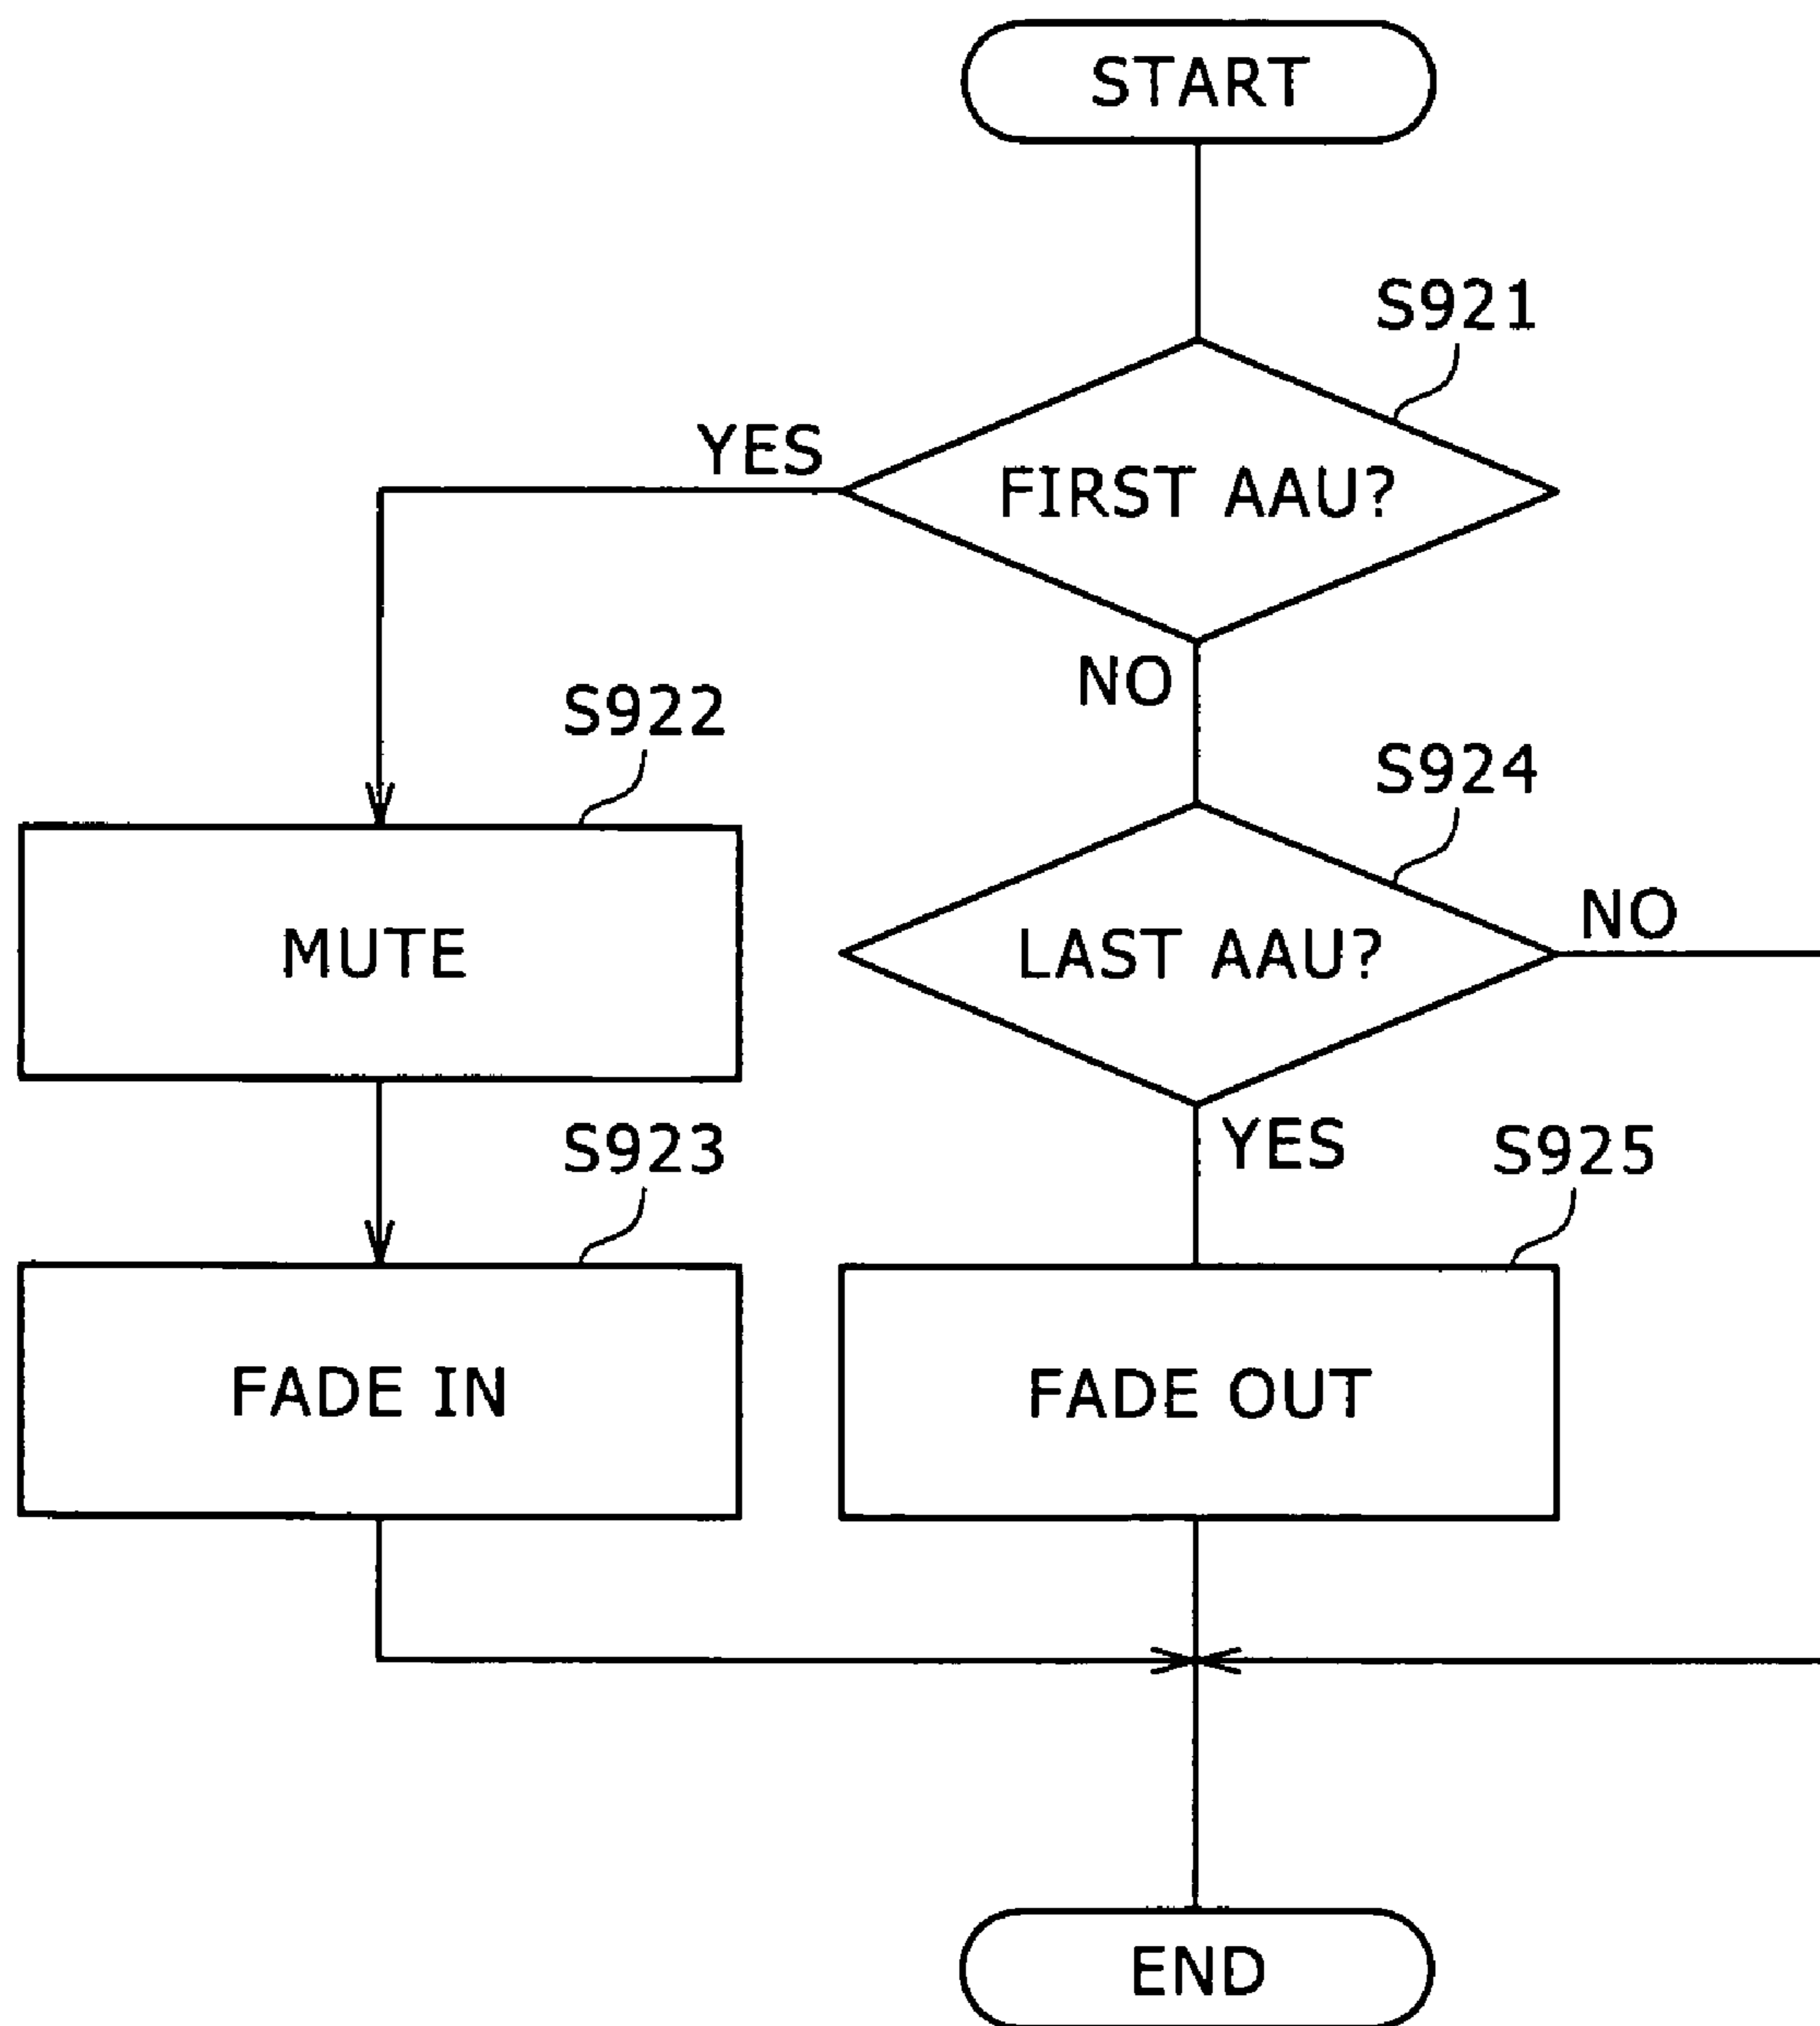 START
S921
YES
FIRST AAU?
NO
S922
S924
MUTE
LAST AAU?
NO
S923
YES
S925
FADE IN
FADE OUT
END